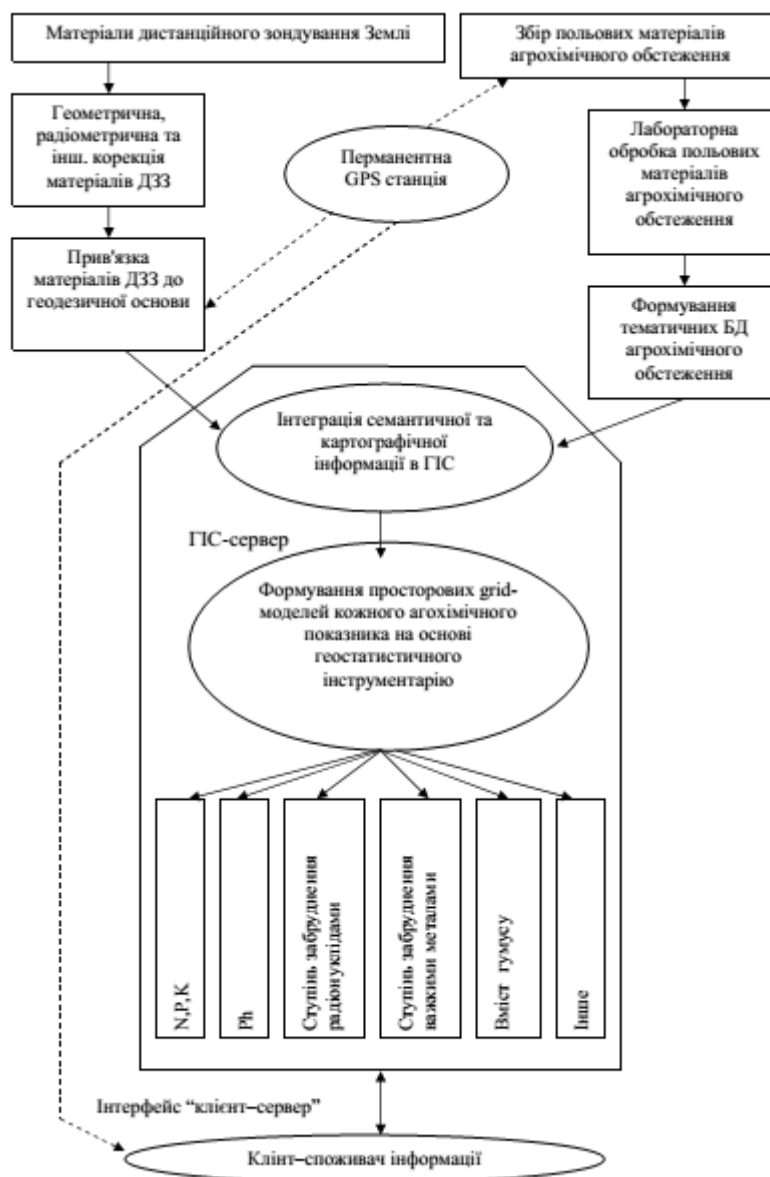 Матеріали дистанційного зондування Землі
Збір польових матеріалів
агрохімічного обстеження
Геометрична,
радіометрична та
інш. корекція
матеріалів ДЗЗ
Перманентна
GPS станція
Лабораторна
обробка польових
матеріалів
агрохімічного
обстеження
Прив'язка
матеріалів ДЗЗ до
геодезичної основи
Формування
тематичних БД
агрохімічного
обстеження
Інтеграція семантичної та
картографічної
інформації в ГІС
ГІС-сервер
Формування просторових grid-
моделей кожного агохімічного
показника на основі
геостатистичного
інструментарію
N,P,K
Ph
Ступінь забруднення
радіонуклідами
Ступінь забруднення
важкими металами
Вміст гумусу
Інше
Інтерфейс “клієнт–сервер”
Клінт–споживач інформації